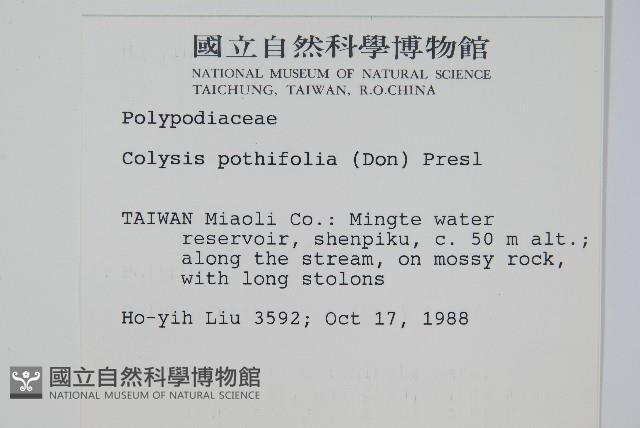 國立自然科學博物館
NATIONAL MUSEUM OF NATURAL SCIENCE
TAICHUNG, TAIWAN, R.O.CHINA
Polypodiaceae
Colysis pothifolia (Don) Presl
TAIWAN Miaoli Co.: Mingte water
reservoir, shenpiku, c. 50 m alt.;
along the stream, on mossy rock,
with long stolons
Ho-yih Liu 3592; Oct 17, 1988
國立自然科學博物館
NATIONAL MUSEUM OF NATURAL SCIENCE